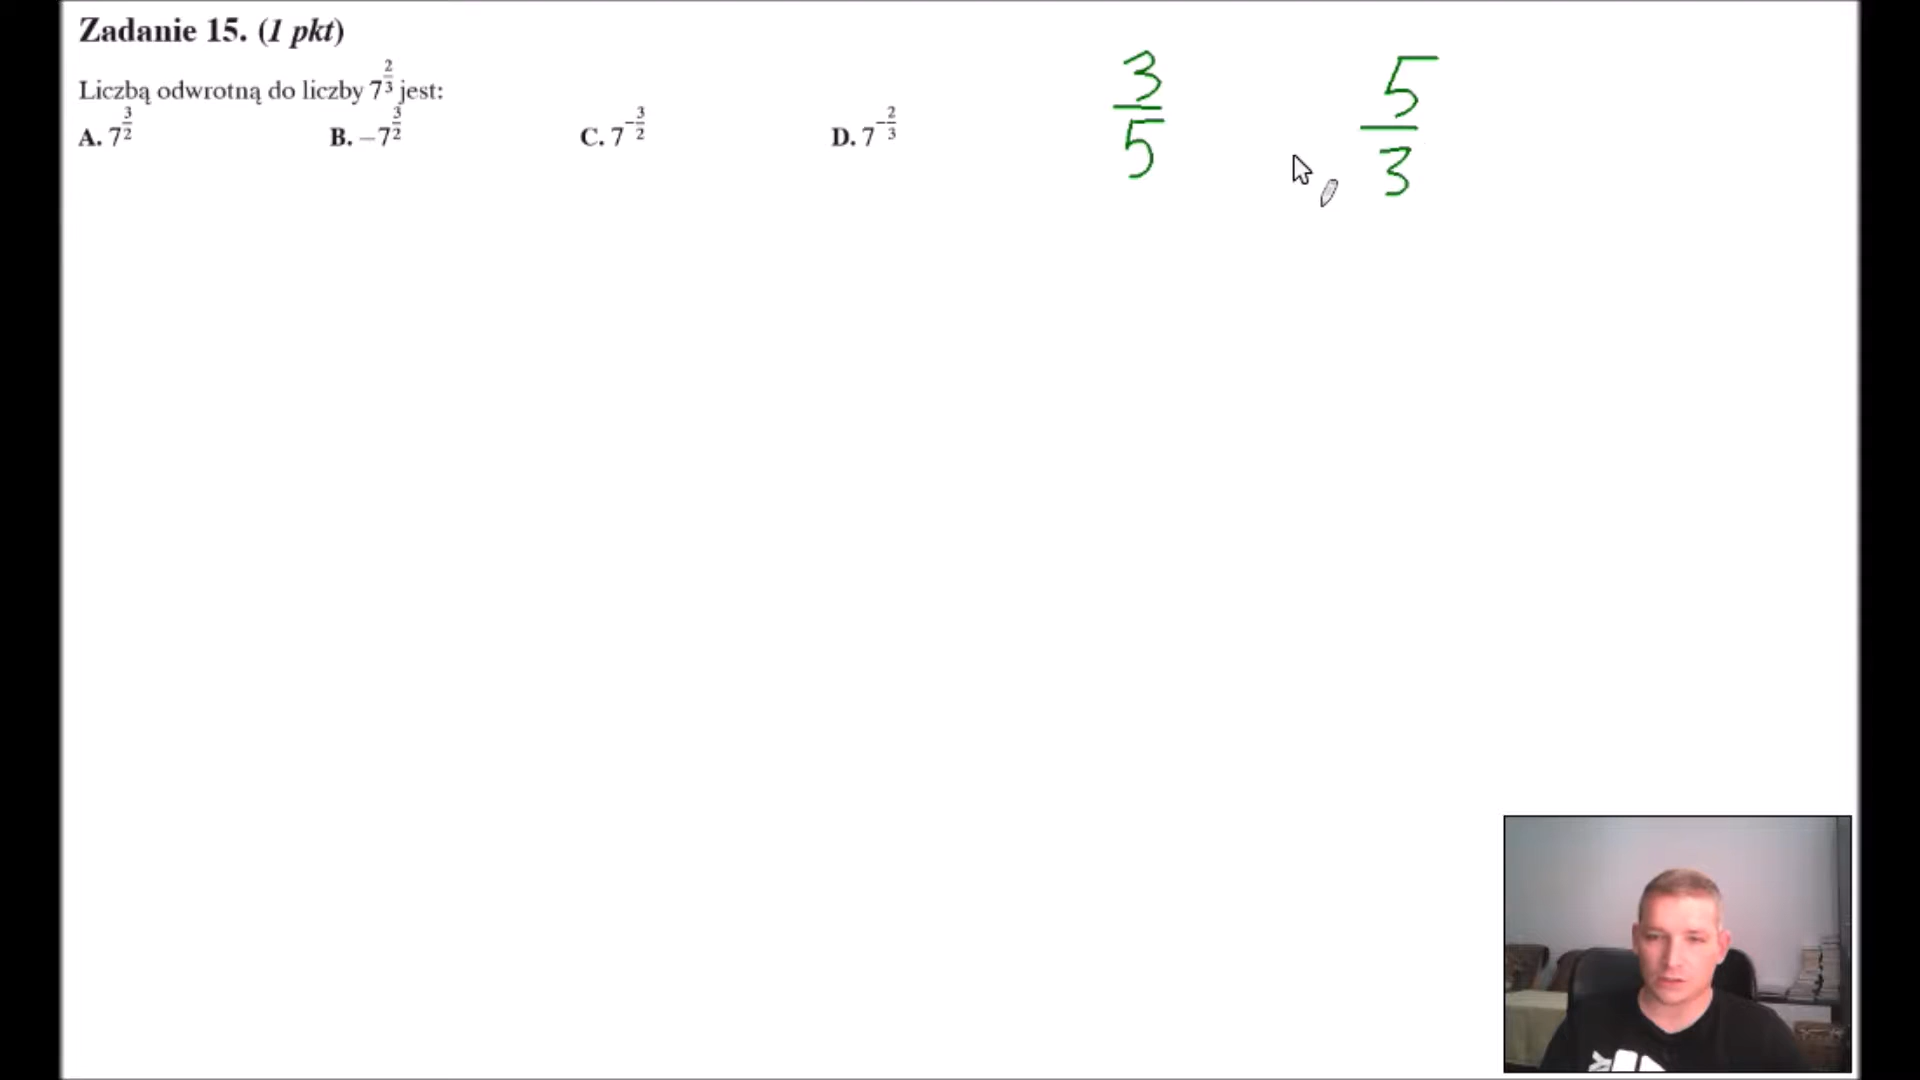 Zadanie 15. (1 pkt)
Liczbą odwrotną do liczby 7^{2/3} jest:
A. 7^{3/2} B. –7^{3/2} C. 7^{-3/2} D. 7^{-2/3}
3/5 5/3